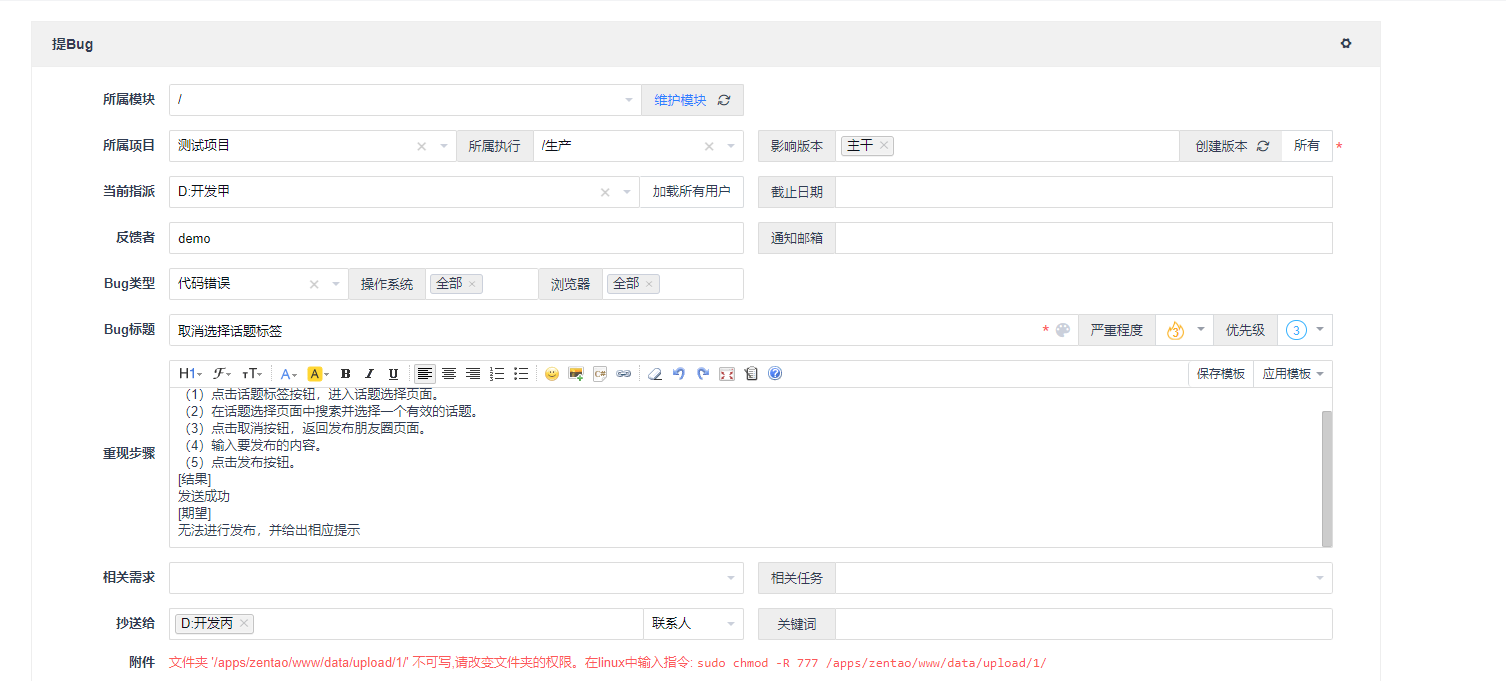 提Bug
所属模块 / 维护模块
所属项目 测试项目 所属执行 /生产 影响版本 主干 创建版本 所有 *
当前指派 D:开发甲 加载所有用户 截止日期
反馈者 demo 通知邮箱
Bug类型 代码错误 操作系统 全部 浏览器 全部
Bug标题 取消选择话题标签 * 严重程度 3 优先级 3
H1 F TT A A B I U C# 保存模板 应用模板
重现步骤
（1）点击话题标签按钮，进入话题选择页面。
（2）在话题选择页面中搜索并选择一个有效的话题。
（3）点击取消按钮，返回发布朋友圈页面。
（4）输入要发布的内容。
（5）点击发布按钮。
[结果]
发送成功
[期望]
无法进行发布，并给出相应提示
相关需求 相关任务
抄送给 D:开发丙 联系人 关键词
附件 文件夹 '/apps/zentao/www/data/upload/1/' 不可写,请改变文件夹的权限。在linux中输入指令: sudo chmod -R 777 /apps/zentao/www/data/upload/1/